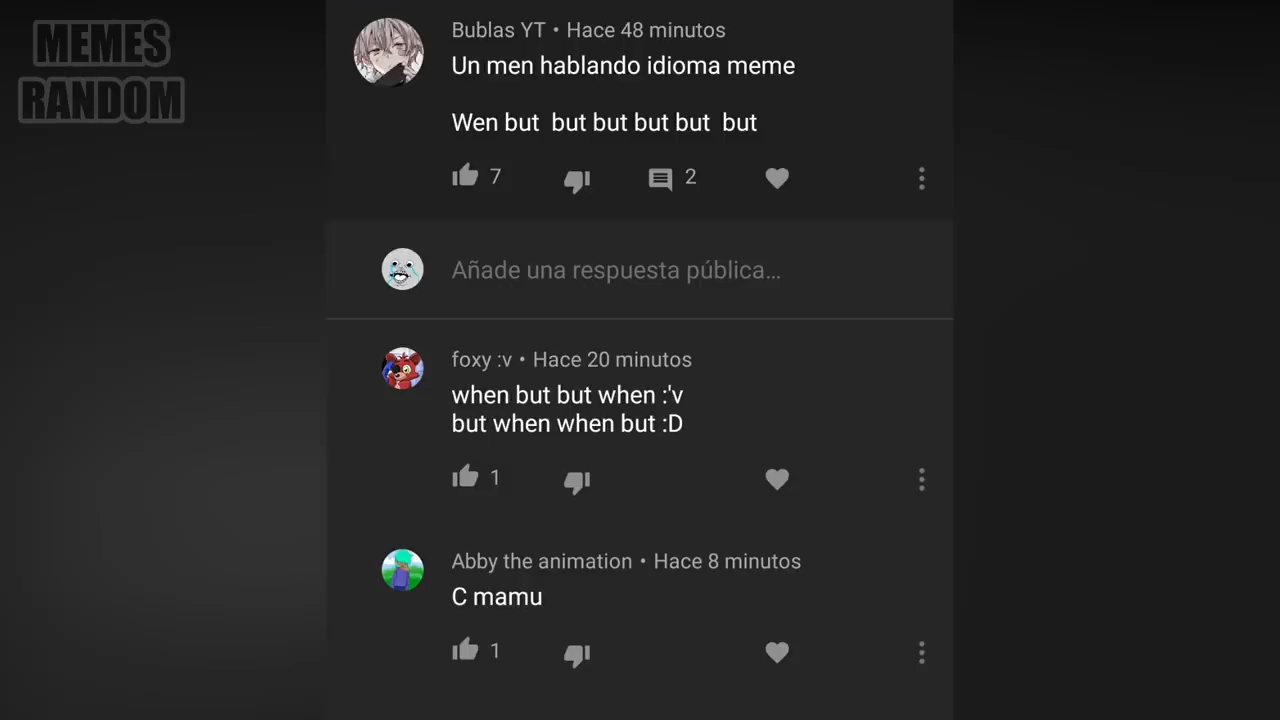 MEMES
RANDOM
Bublas YT • Hace 48 minutos
Un men hablando idioma meme
Wen but but but but but but
7
2
Añade una respuesta pública...
foxy :v • Hace 20 minutos
when but but when :'v
but when when but :D
1
Abby the animation • Hace 8 minutos
C mamu
1